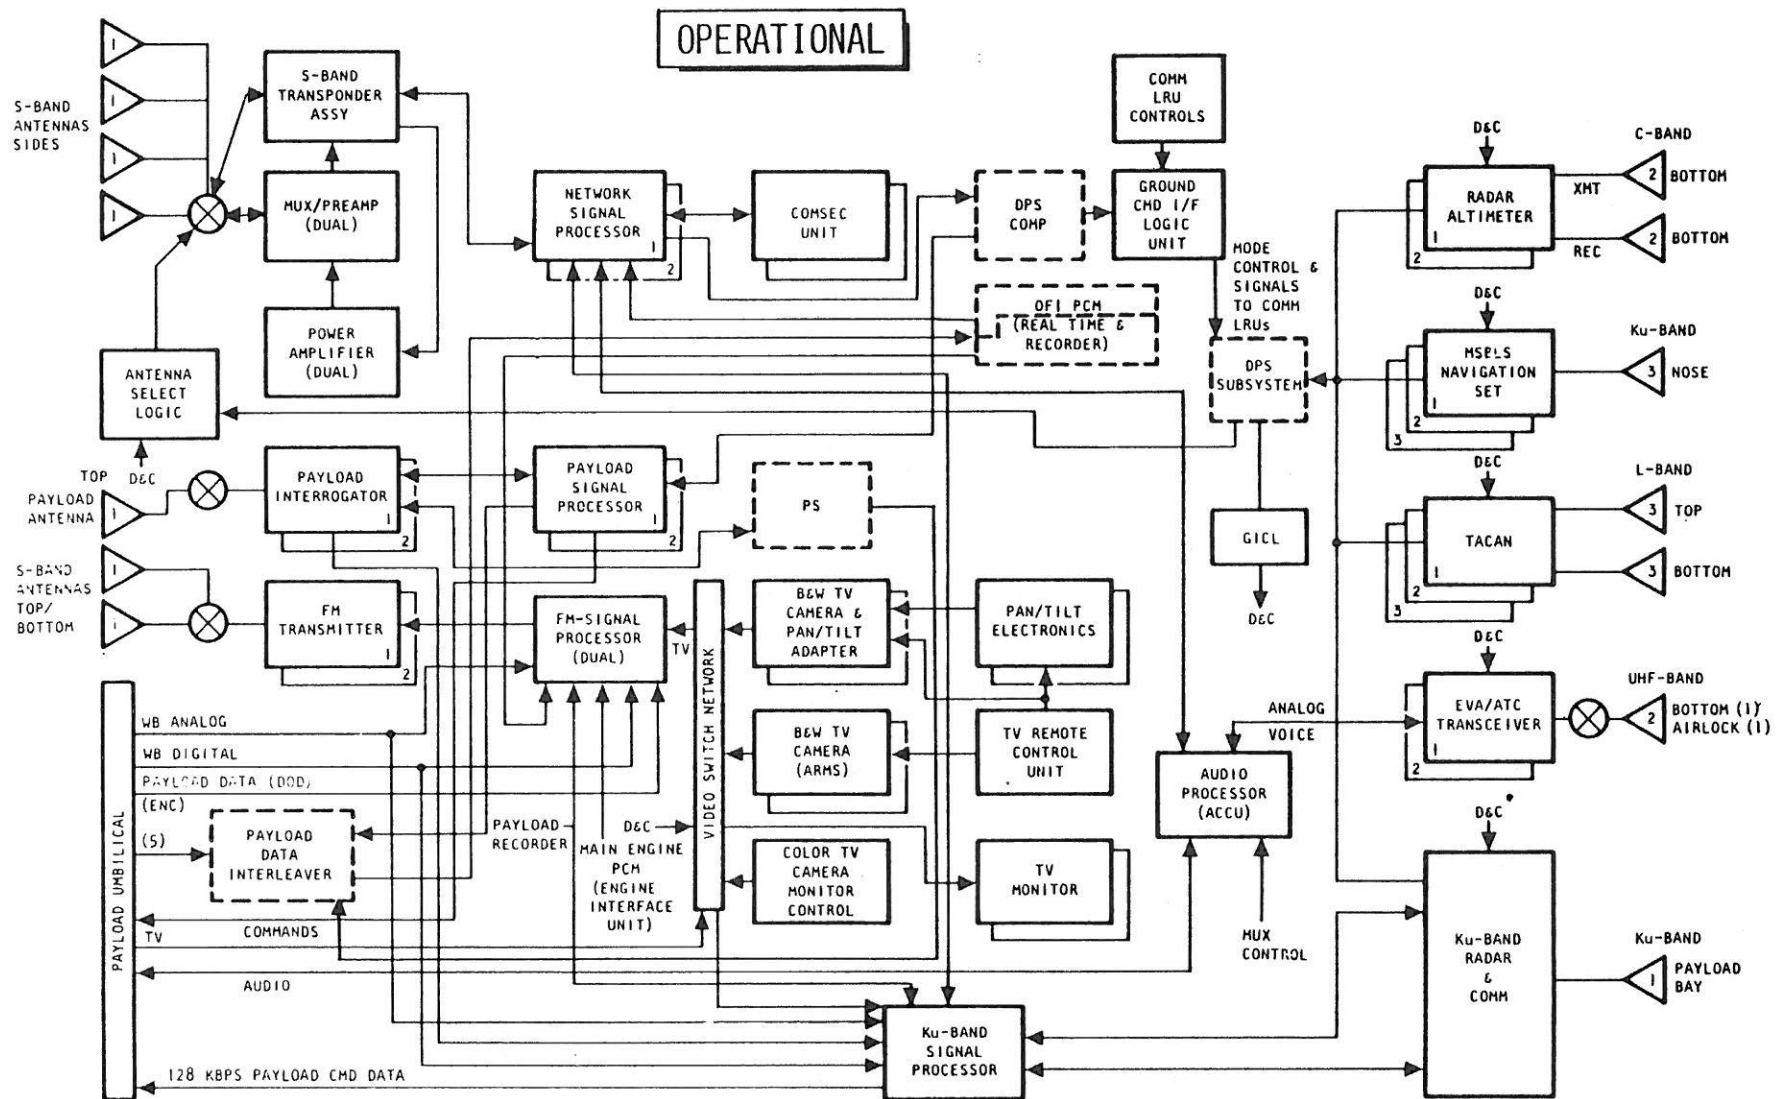 OPERATIONAL
1
1
1
1
S-BAND
ANTENNAS
SIDES
S-BAND
TRANSPONDER
ASSY
MUX/PREAMP
(DUAL)
POWER
AMPLIFIER
(DUAL)
ANTENNA
SELECT
LOGIC
D&C
NETWORK
SIGNAL
PROCESSOR
1
2
COMSEC
UNIT
DPS
COMP
COMM
LRU
CONTROLS
GROUND
CMD I/F
LOGIC
UNIT
MODE
CONTROL &
SIGNALS
TO COMM
LRUs
OFI PCM
(REAL TIME &
RECORDER)
DPS
SUBSYSTEM
GICL
D&C
D&C
RADAR
ALTIMETER
1
2
XMT
REC
C-BAND
2 BOTTOM
2 BOTTOM
D&C
MSBLS
NAVIGATION
SET
1
2
3
Ku-BAND
3 NOSE
D&C
TACAN
1
2
3
L-BAND
3 TOP
3 BOTTOM
D&C
EVA/ATC
TRANSCEIVER
1
2
UHF-BAND
2 BOTTOM (1)
AIRLOCK (1)
ANALOG
VOICE
AUDIO
PROCESSOR
(ACCU)
MUX
CONTROL
D&C
Ku-BAND
RADAR
&
COMM
Ku-BAND
1 PAYLOAD
BAY
TOP
PAYLOAD
ANTENNA
1
PAYLOAD
INTERROGATOR
1
2
PAYLOAD
SIGNAL
PROCESSOR
1
2
PS
S-BAND
ANTENNAS
TOP/
BOTTOM
1
1
FM
TRANSMITTER
1
2
FM-SIGNAL
PROCESSOR
(DUAL)
TV
VIDEO SWITCH NETWORK
B&W TV
CAMERA &
PAN/TILT
ADAPTER
PAN/TILT
ELECTRONICS
B&W TV
CAMERA
(ARMS)
TV REMOTE
CONTROL
UNIT
COLOR TV
CAMERA
MONITOR
CONTROL
TV
MONITOR
PAYLOAD UMBILICAL
WB ANALOG
WB DIGITAL
PAYLOAD DATA (DOD)
(ENC)
(5)
PAYLOAD
DATA
INTERLEAVER
PAYLOAD
RECORDER
D&C
MAIN ENGINE
PCM
(ENGINE
INTERFACE
UNIT)
COMMANDS
TV
AUDIO
128 KBPS PAYLOAD CMD DATA
Ku-BAND
SIGNAL
PROCESSOR